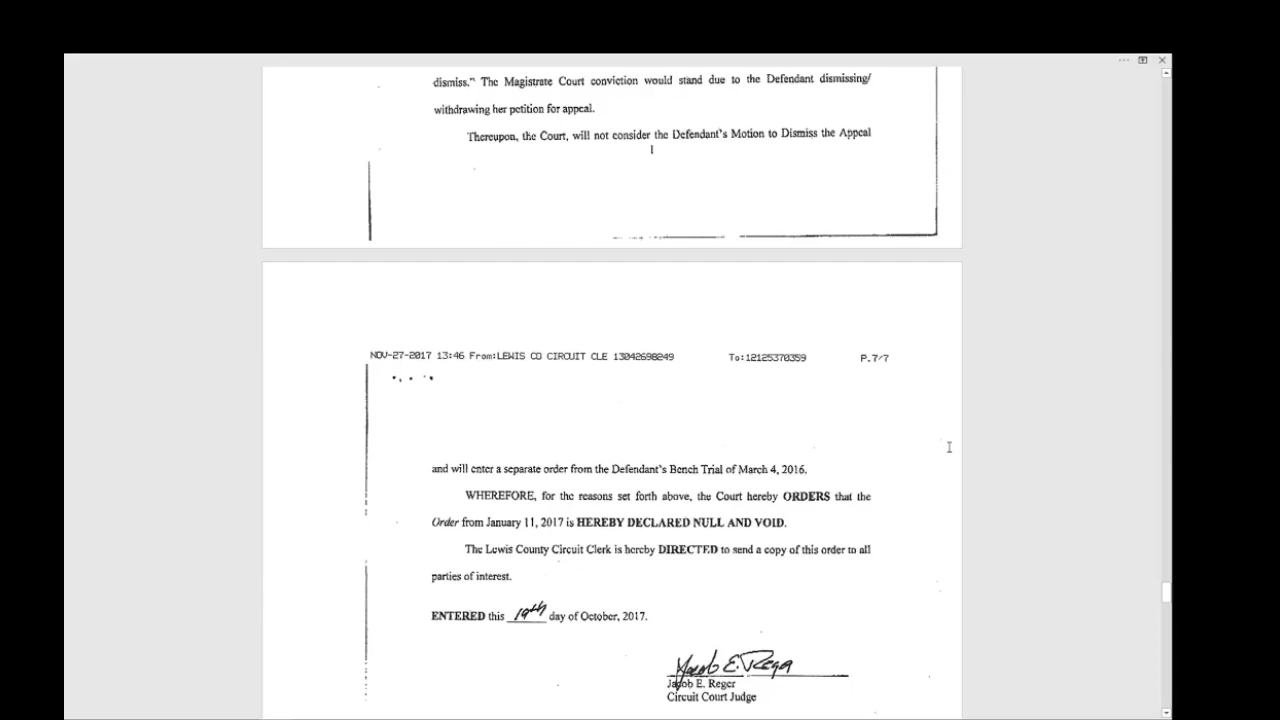 dismiss." The Magistrate Court conviction would stand due to the Defendant dismissing/
withdrawing her petition for appeal.
Thereupon, the Court, will not consider the Defendant's Motion to Dismiss the Appeal
NOV-27-2017 13:46 From:LEWIS CO CIRCUIT CLE 13042698249 To:12125370359 P.7/7
and will enter a separate order from the Defendant's Bench Trial of March 4, 2016.
WHEREFORE, for the reasons set forth above, the Court hereby ORDERS that the
Order from January 11, 2017 is HEREBY DECLARED NULL AND VOID.
The Lewis County Circuit Clerk is hereby DIRECTED to send a copy of this order to all
parties of interest.
ENTERED this 19th day of October, 2017.
Jacob E. Reger
Jacob E. Reger
Circuit Court Judge